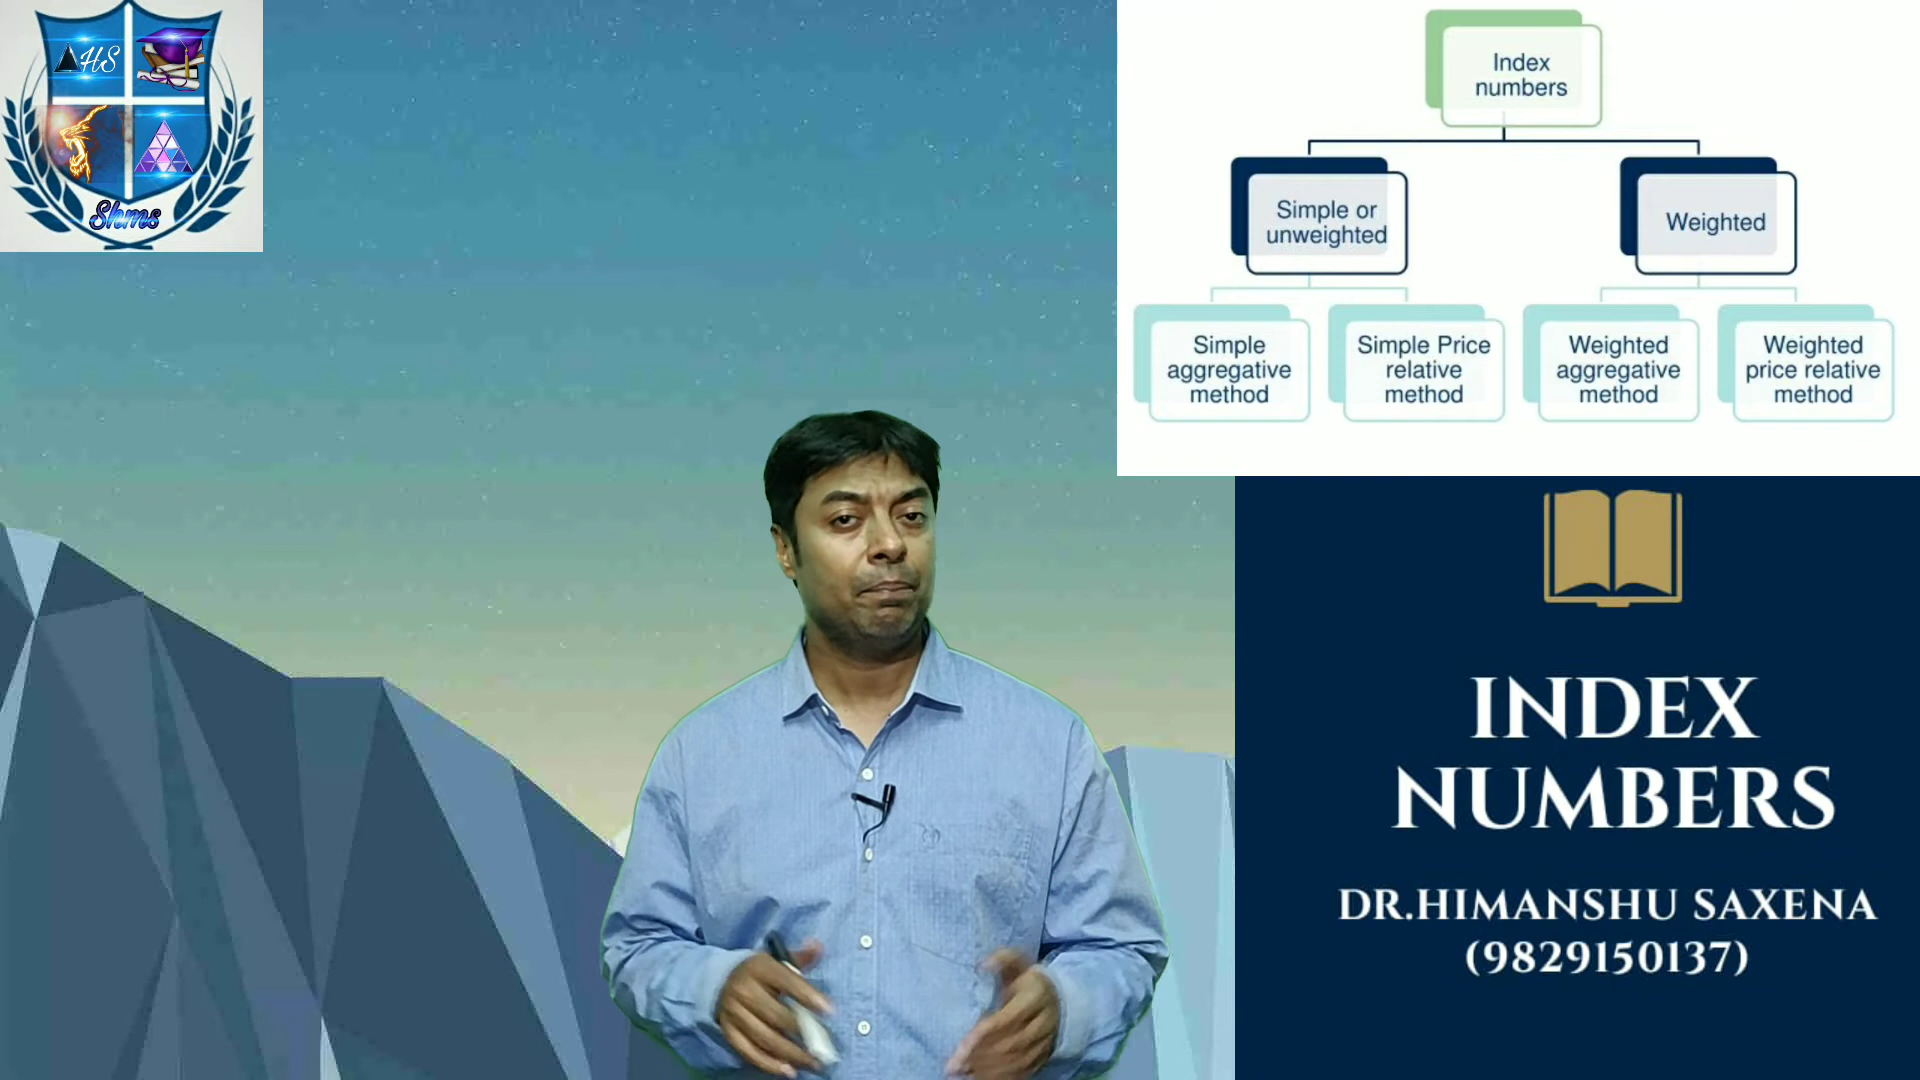 ΔHS
Shms
Index
numbers
Simple or
unweighted
Weighted
Simple
aggregative
method
Simple Price
relative
method
Weighted
aggregative
method
Weighted
price relative
method
INDEX
NUMBERS
DR.HIMANSHU SAXENA
(9829150137)